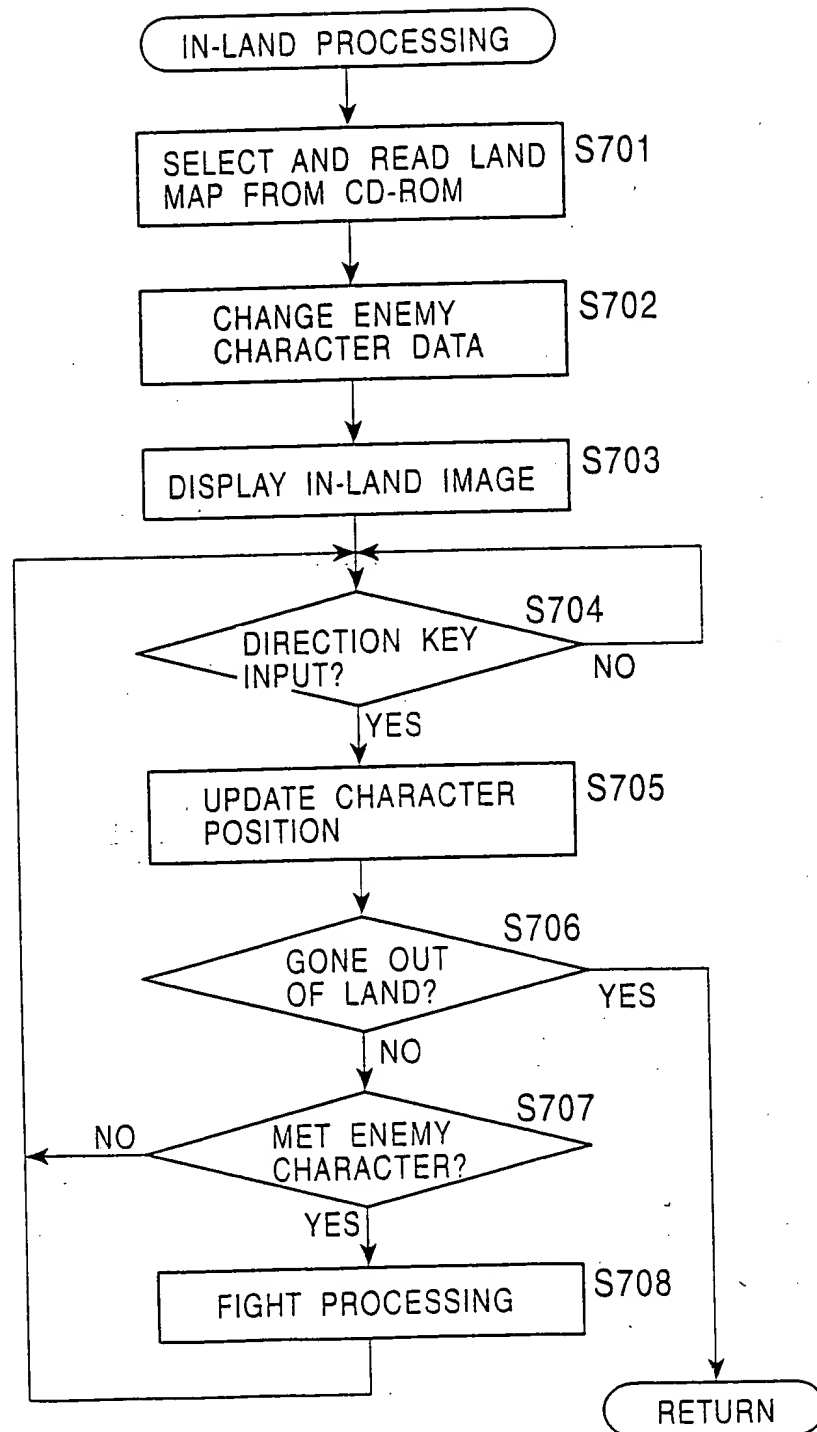 IN-LAND PROCESSING
SELECT AND READ LAND
MAP FROM CD-ROM
S701
CHANGE ENEMY
CHARACTER DATA
S702
DISPLAY IN-LAND IMAGE
S703
DIRECTION KEY
INPUT?
S704
NO
YES
UPDATE CHARACTER
POSITION
S705
GONE OUT
OF LAND?
S706
YES
NO
MET ENEMY
CHARACTER?
S707
NO
YES
FIGHT PROCESSING
S708
RETURN